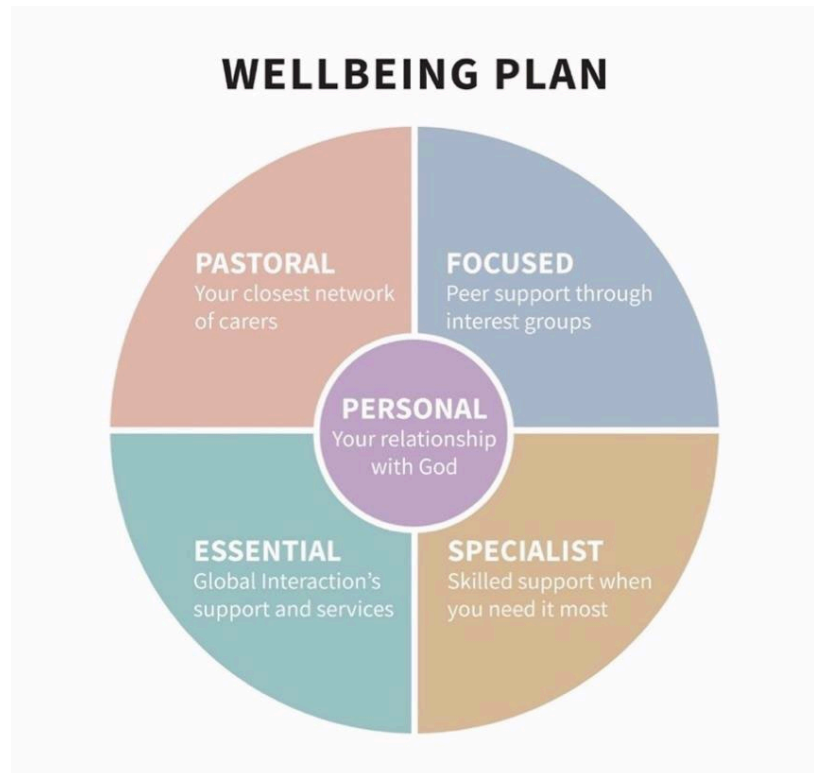 WELLBEING PLAN
PASTORAL
Your closest network
of carers
FOCUSED
Peer support through
interest groups
PERSONAL
Your relationship
with God
ESSENTIAL
Global Interaction's
support and services
SPECIALIST
Skilled support when
you need it most